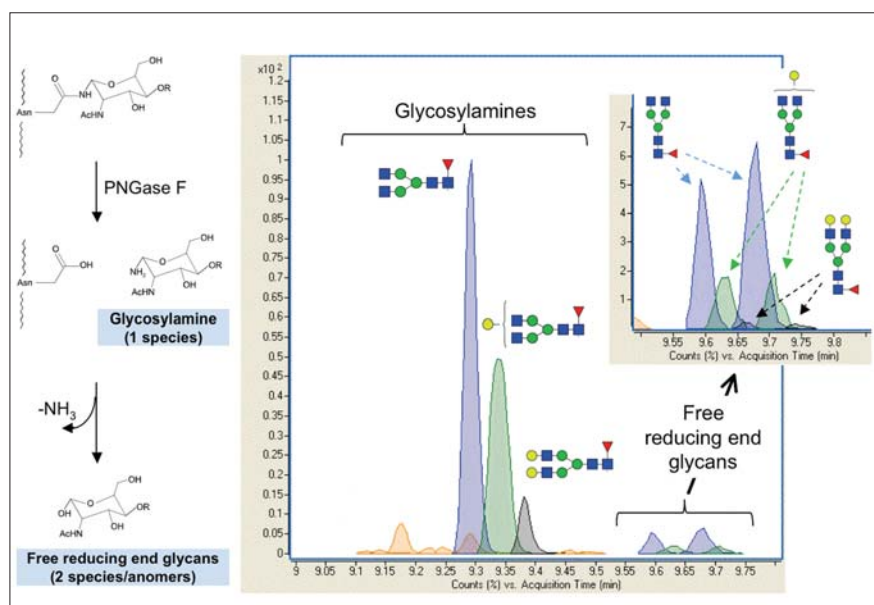 OH
O
O
NH
OR
Asn
AcHN
OH
PNGase F
O
OH
Asn
OH
O
NH₂
OR
AcHN
OH
Glycosylamine
(1 species)
-NH₃
OH
O
OH
OR
AcHN
OH
Free reducing end glycans
(2 species/anomers)
x10²
1.2
1.15
1.1
1.05
1
0.95
0.9
0.85
0.8
0.75
0.7
0.65
0.6
0.55
0.5
0.45
0.4
0.35
0.3
0.25
0.2
0.15
0.1
0.05
0
Glycosylamines
9 9.05 9.1 9.15 9.2 9.25 9.3 9.35 9.4 9.45 9.5 9.55 9.6 9.65 9.7 9.75
Counts (%) vs. Acquisition Time (min)
Free
reducing end
glycans
7
6
5
4
3
2
1
9.55 9.6 9.65 9.7 9.75 9.8
Counts (%) vs. Acquisition Time (min)